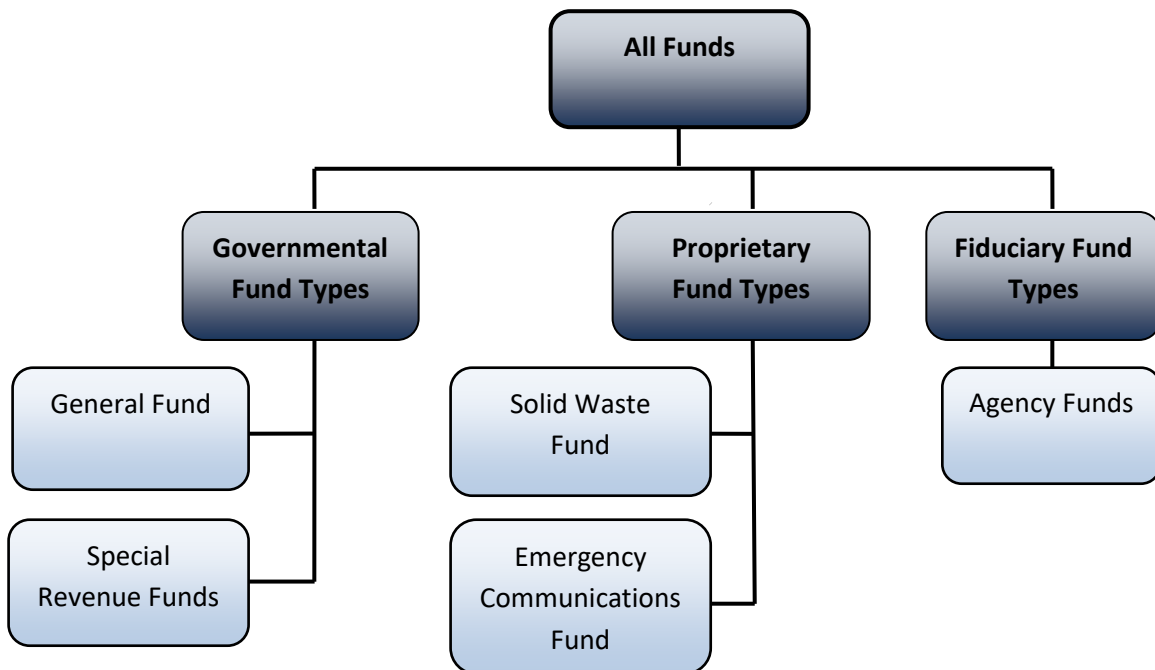 All Funds
Governmental
Fund Types
Proprietary
Fund Types
Fiduciary Fund
Types
General Fund
Solid Waste
Fund
Agency Funds
Special
Revenue Funds
Emergency
Communications
Fund